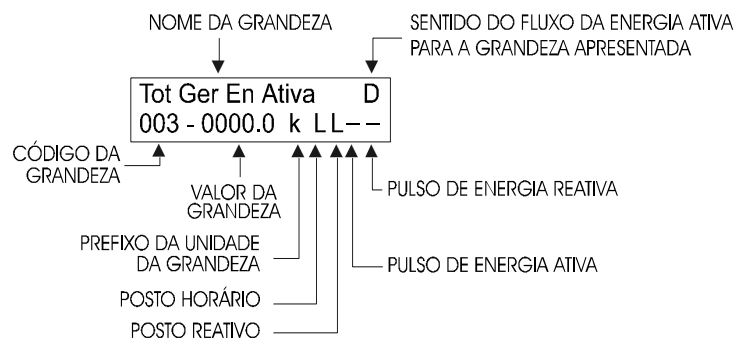 NOME DA GRANDEZA
SENTIDO DO FLUXO DA ENERGIA ATIVA
PARA A GRANDEZA APRESENTADA
Tot Ger En Ativa D
003 - 0000.0 k L L – –
CÓDIGO DA
GRANDEZA
VALOR DA
GRANDEZA
PULSO DE ENERGIA REATIVA
PREFIXO DA UNIDADE
DA GRANDEZA
PULSO DE ENERGIA ATIVA
POSTO HORÁRIO
POSTO REATIVO